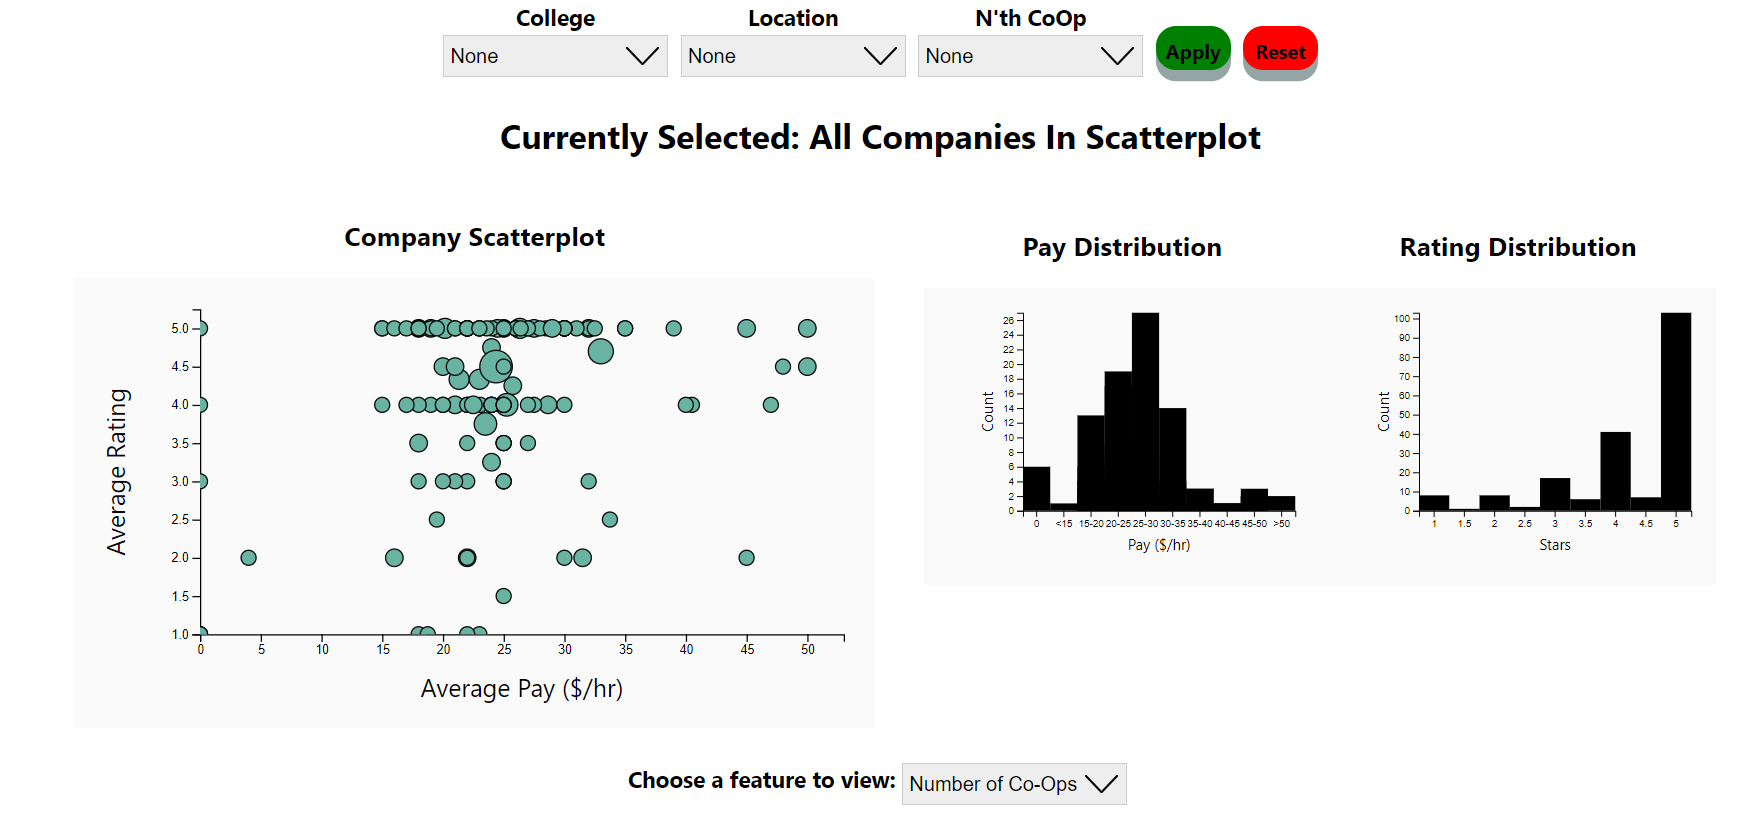 College Location N'th CoOp
None None None Apply Reset
Currently Selected: All Companies In Scatterplot
Company Scatterplot
5.0
4.5
4.0
3.5
3.0
2.5
2.0
1.5
1.0
Average Rating
0 5 10 15 20 25 30 35 40 45 50
Average Pay ($/hr)
Pay Distribution
26
24
22
20
18
16
14
12
10
8
6
4
2
0
Count
0 <15 15-20 20-25 25-30 30-35 35-40 40-45 45-50 >50
Pay ($/hr)
Rating Distribution
100
90
80
70
60
50
40
30
20
10
0
Count
1 1.5 2 2.5 3 3.5 4 4.5 5
Stars
Choose a feature to view: Number of Co-Ops